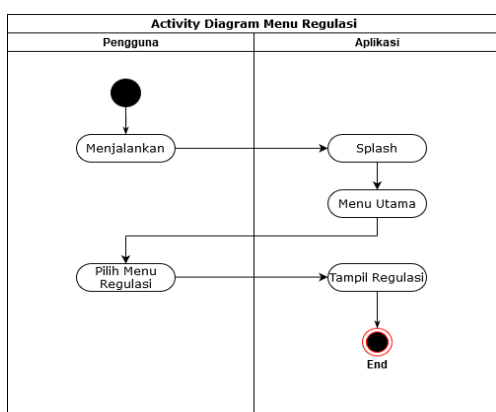 Activity Diagram Menu Regulasi
Pengguna
Aplikasi
Menjalankan
Splash
Menu Utama
Pilih Menu
Regulasi
Tampil Regulasi
End